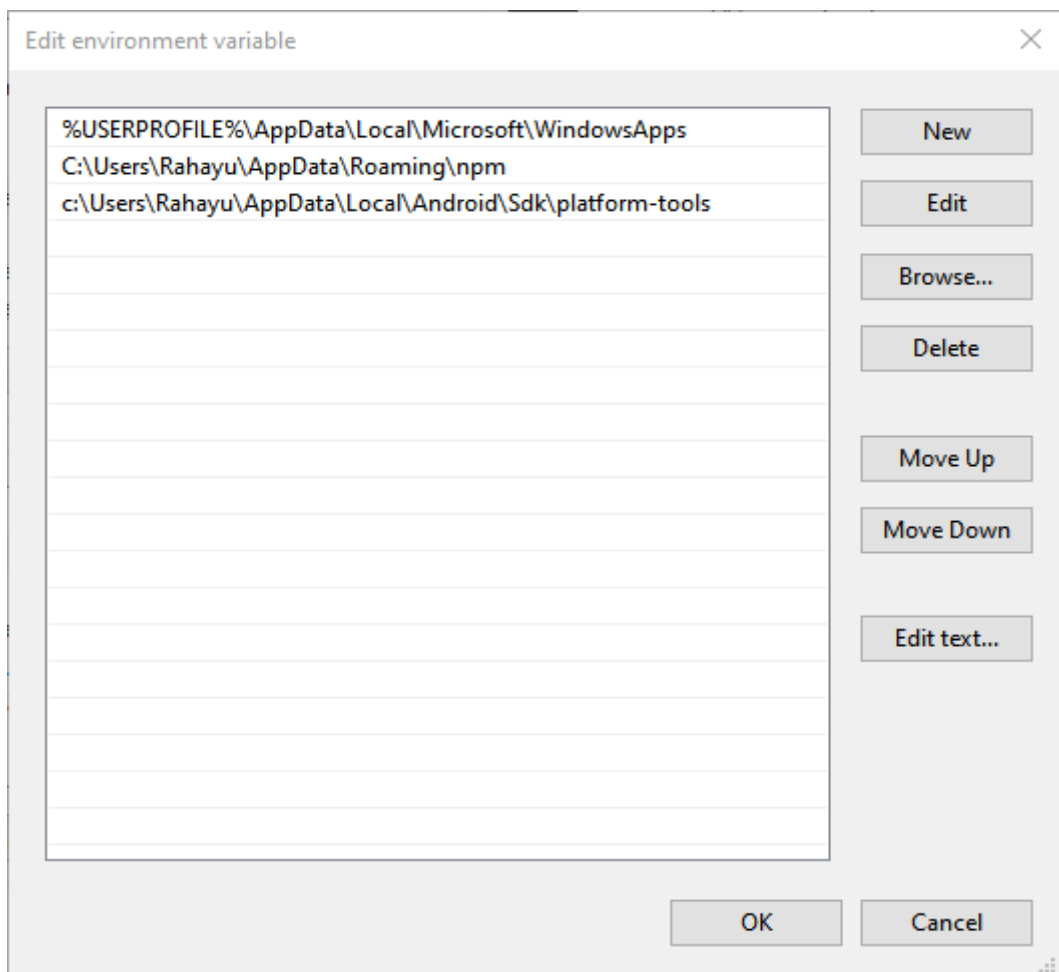 Edit environment variable
%USERPROFILE%\AppData\Local\Microsoft\WindowsApps
C:\Users\Rahayu\AppData\Roaming\npm
c:\Users\Rahayu\AppData\Local\Android\Sdk\platform-tools
New
Edit
Browse...
Delete
Move Up
Move Down
Edit text...
OK
Cancel